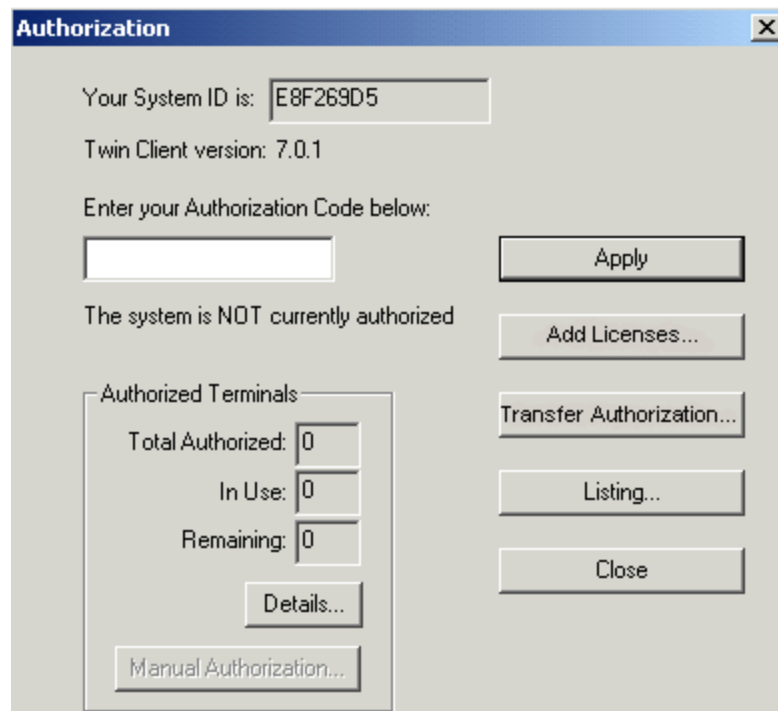 Authorization
Your System ID is: E8F269D5
Twin Client version: 7.0.1
Enter your Authorization Code below:
Apply
The system is NOT currently authorized
Add Licenses...
Authorized Terminals
Transfer Authorization...
Total Authorized: 0
In Use: 0
Listing...
Remaining: 0
Close
Details...
Manual Authorization...